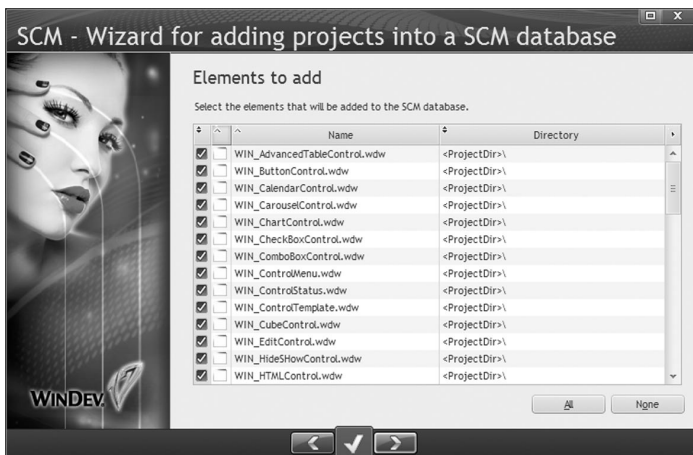 SCM - Wizard for adding projects into a SCM database
Elements to add
Select the elements that will be added to the SCM database.
Name Directory
WIN_AdvancedTableControl.wdw <ProjectDir>\
WIN_ButtonControl.wdw <ProjectDir>\
WIN_CalendarControl.wdw <ProjectDir>\
WIN_CarouselControl.wdw <ProjectDir>\
WIN_ChartControl.wdw <ProjectDir>\
WIN_CheckBoxControl.wdw <ProjectDir>\
WIN_ComboBoxControl.wdw <ProjectDir>\
WIN_ControlMenu.wdw <ProjectDir>\
WIN_ControlStatus.wdw <ProjectDir>\
WIN_ControlTemplate.wdw <ProjectDir>\
WIN_CubeControl.wdw <ProjectDir>\
WIN_EditControl.wdw <ProjectDir>\
WIN_HideSHowControl.wdw <ProjectDir>\
WIN_HTMLControl.wdw <ProjectDir>\
WINDEV
All None